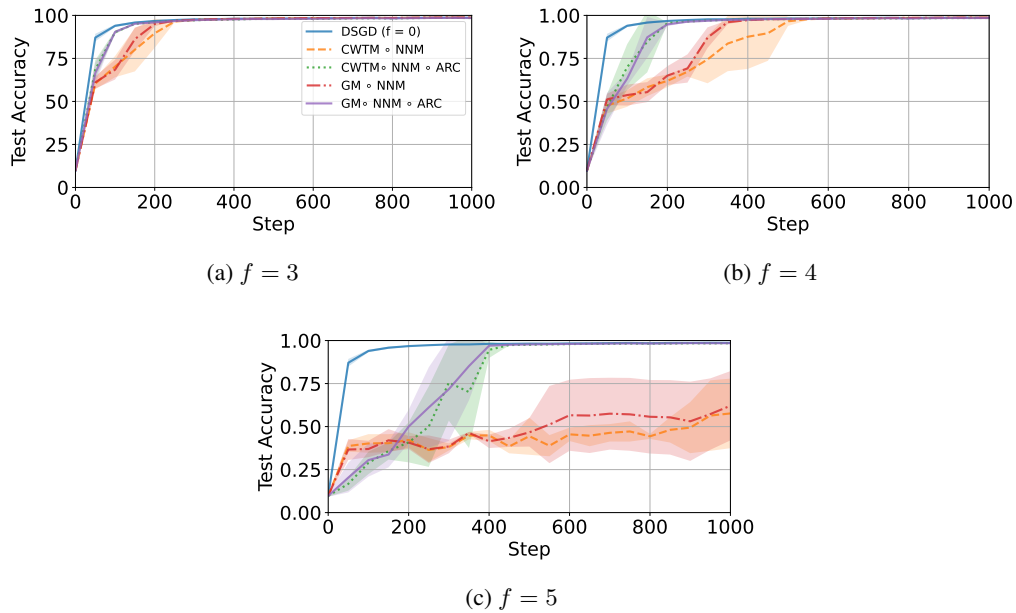 100
75
50
25
0
Test Accuracy
0 200 400 600 800 1000
Step
DSGD (f = 0)
CWTM ∘ NNM
CWTM∘ NNM ∘ ARC
GM ∘ NNM
GM∘ NNM ∘ ARC
(a) f = 3
1.00
0.75
0.50
0.25
0.00
Test Accuracy
0 200 400 600 800 1000
Step
(b) f = 4
1.00
0.75
0.50
0.25
0.00
Test Accuracy
0 200 400 600 800 1000
Step
(c) f = 5